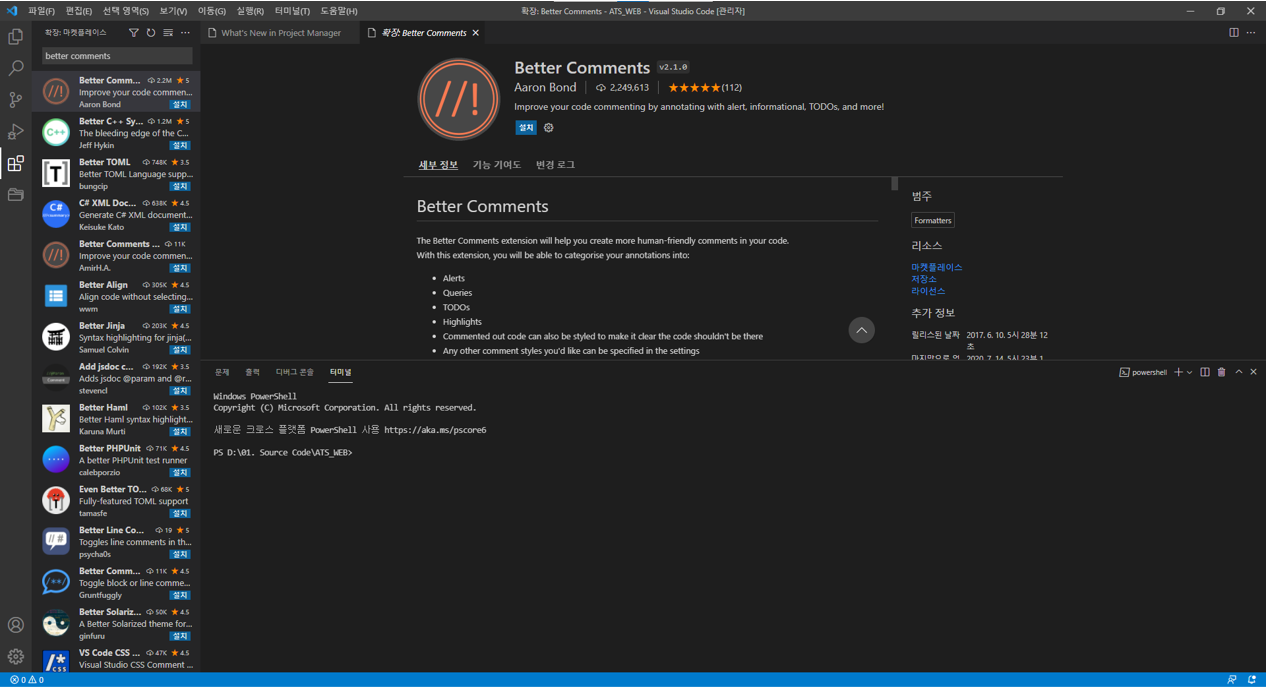 파일(F) 편집(E) 선택 영역(S) 보기(V) 이동(G) 실행(R) 터미널(T) 도움말(H)
확장: Better Comments - ATS_WEB - Visual Studio Code [관리자]
확장: 마켓플레이스
What's New in Project Manager
확장: Better Comments
better comments
Better Comm... 2.2M 5
Improve your code commen...
Aaron Bond 설치
Better C++ Sy... 1.2M 5
The bleeding edge of the C...
Jeff Hykin 설치
Better TOML 748K 3.5
Better TOML Language supp...
bungcip 설치
C# XML Doc... 638K 4.5
Generate C# XML document...
Keisuke Kato 설치
Better Comments ... 11K
Improve your code commen...
AmirH.A. 설치
Better Align 305K 4.5
Align code without selecting...
wwm 설치
Better Jinja 203K 4.5
Syntax highlighting for jinja(...
Samuel Colvin 설치
Add jsdoc c... 192K 3.5
Adds jsdoc @param and @r...
stevencl 설치
Better Haml 102K 3.5
Better Haml syntax highlight...
Karuna Murti 설치
Better PHPUnit 71K 4.5
A better PHPUnit test runner
calebporzio 설치
Even Better TO... 68K 5
Fully-featured TOML support
tamasfe 설치
Better Line Co... 19 5
Toggles line comments in th...
psycha0s 설치
Better Comm... 11K 4.5
Toggle block or line comme...
Gruntfuggly 설치
Better Solariz... 50K 4.5
A Better Solarized theme for...
ginfuru 설치
VS Code CSS ... 47K 4.5
Visual Studio CSS Comment ...
Better Comments v2.1.0
Aaron Bond 2,249,613 (112)
Improve your code commenting by annotating with alert, informational, TODOs, and more!
설치
세부 정보 기능 기여도 변경 로그
Better Comments
The Better Comments extension will help you create more human-friendly comments in your code.
With this extension, you will be able to categorise your annotations into:
• Alerts
• Queries
• TODOs
• Highlights
• Commented out code can also be styled to make it clear the code shouldn't be there
• Any other comment styles you'd like can be specified in the settings
범주
Formatters
리소스
마켓플레이스
저장소
라이선스
추가 정보
릴리스된 날짜 2017. 6. 10. 5시 28분 12
초
문제 출력 디버그 콘솔 터미널
powershell
Windows PowerShell
Copyright (C) Microsoft Corporation. All rights reserved.
새로운 크로스 플랫폼 PowerShell 사용 https://aka.ms/pscore6
PS D:\01. Source Code\ATS_WEB>
0 0